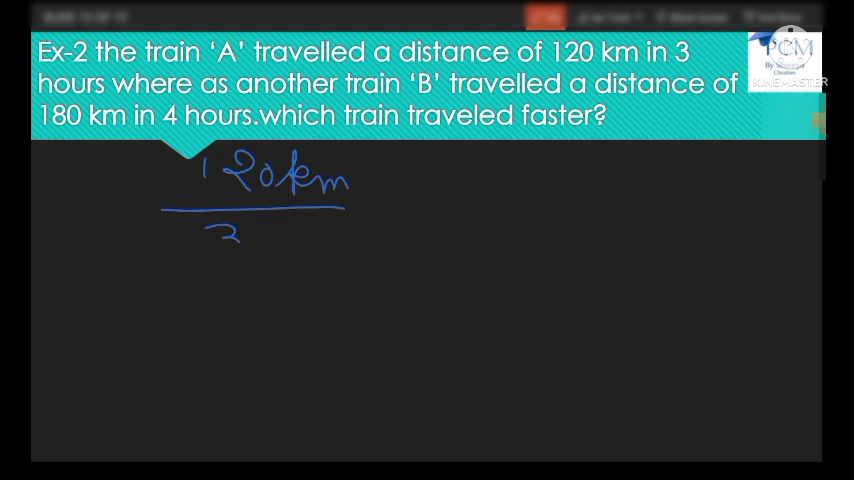 Ex-2 the train ‘A’ travelled a distance of 120 km in 3
hours where as another train ‘B’ travelled a distance of
180 km in 4 hours.which train traveled faster?
PCM
KINEMASTER
120km
3